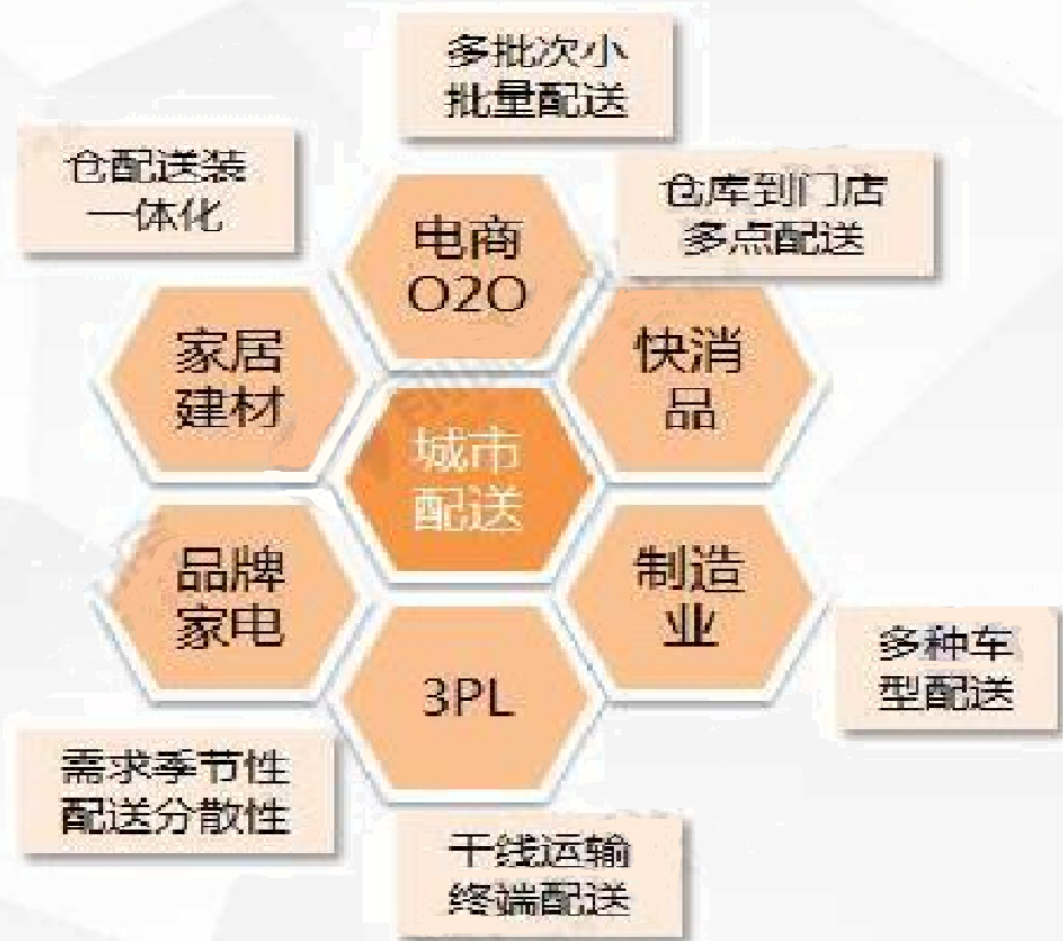 多批次小
批量配送
仓配送装
一体化
仓库到门店
多点配送
电商
O2O
家居
建材
快消
品
城市
配送
品牌
家电
制造
业
3PL
多种车
型配送
需求季节性
配送分散性
干线运输
终端配送